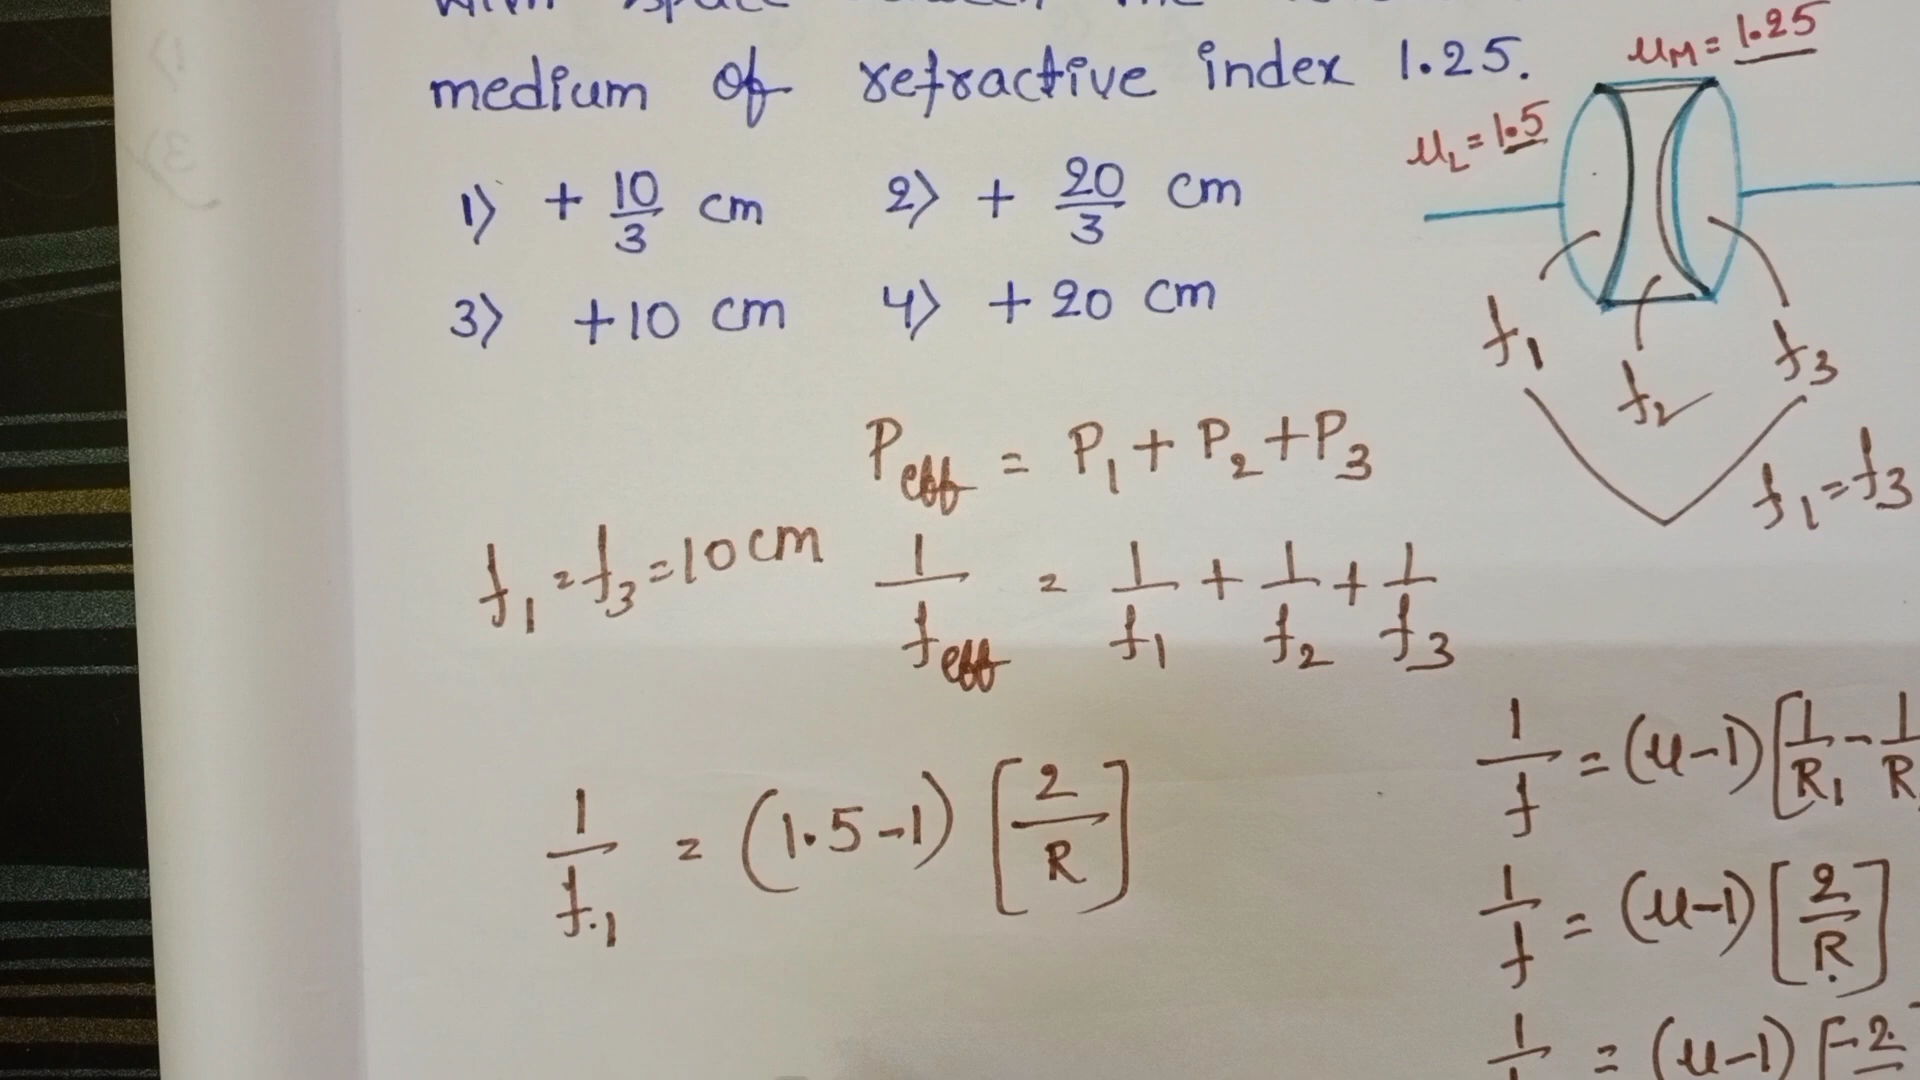 medium of refractive index 1.25.
μM = 1.25
μL = 1.5
1) + 10/3 cm 2) + 20/3 cm
3) +10 cm 4) +20 cm
f1
f2
f3
f1=f3
Peff = P1 + P2 + P3
f1 = f3 = 10 cm
1/feff = 1/f1 + 1/f2 + 1/f3
1/f = (μ-1) [1/R1 - 1/R
1/f1 = (1.5-1) [2/R]
1/f = (μ-1) [2/R]
= (μ-1) [-2